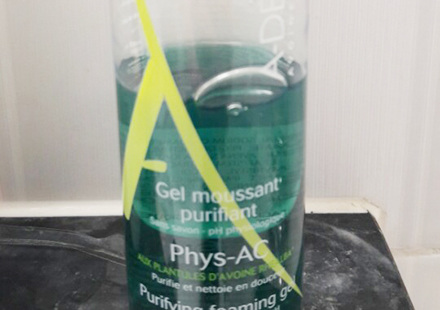 A-DE
Gel moussant*
purifiant
Sans savon - pH physiologique
Phys-AC
AUX PLANTULES D'AVOINE RHEALBA®
Purifie et nettoie en douceur
Purifying foaming gel